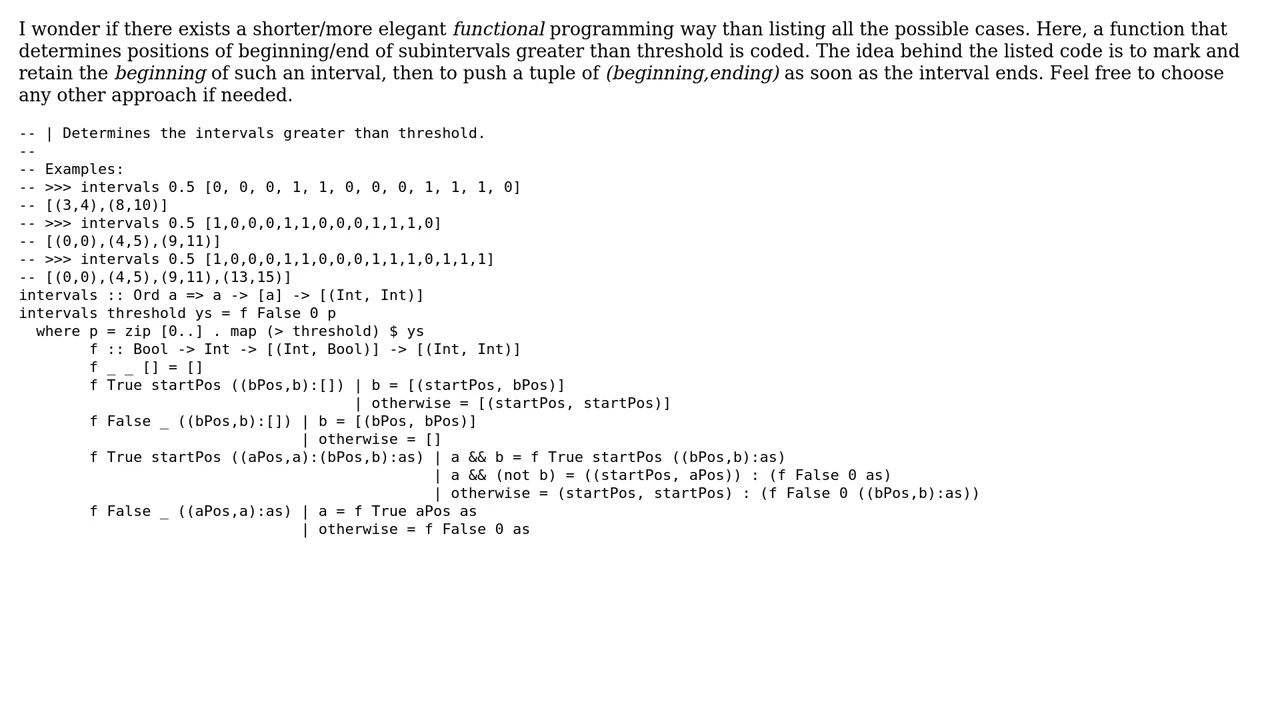 I wonder if there exists a shorter/more elegant functional programming way than listing all the possible cases. Here, a function that
determines positions of beginning/end of subintervals greater than threshold is coded. The idea behind the listed code is to mark and
retain the beginning of such an interval, then to push a tuple of (beginning,ending) as soon as the interval ends. Feel free to choose
any other approach if needed.
-- | Determines the intervals greater than threshold.
--
-- Examples:
-- >>> intervals 0.5 [0, 0, 0, 1, 1, 0, 0, 0, 1, 1, 1, 0]
-- [(3,4),(8,10)]
-- >>> intervals 0.5 [1,0,0,0,1,1,0,0,0,1,1,1,0]
-- [(0,0),(4,5),(9,11)]
-- >>> intervals 0.5 [1,0,0,0,1,1,0,0,0,1,1,1,0,1,1,1]
-- [(0,0),(4,5),(9,11),(13,15)]
intervals :: Ord a => a -> [a] -> [(Int, Int)]
intervals threshold ys = f False 0 p
  where p = zip [0..] . map (> threshold) $ ys
        f :: Bool -> Int -> [(Int, Bool)] -> [(Int, Int)]
        f _ _ [] = []
        f True startPos ((bPos,b):[]) | b = [(startPos, bPos)]
                                      | otherwise = [(startPos, startPos)]
        f False _ ((bPos,b):[]) | b = [(bPos, bPos)]
                                | otherwise = []
        f True startPos ((aPos,a):(bPos,b):as) | a && b = f True startPos ((bPos,b):as)
                                               | a && (not b) = ((startPos, aPos)) : (f False 0 as)
                                               | otherwise = (startPos, startPos) : (f False 0 ((bPos,b):as))
        f False _ ((aPos,a):as) | a = f True aPos as
                                | otherwise = f False 0 as